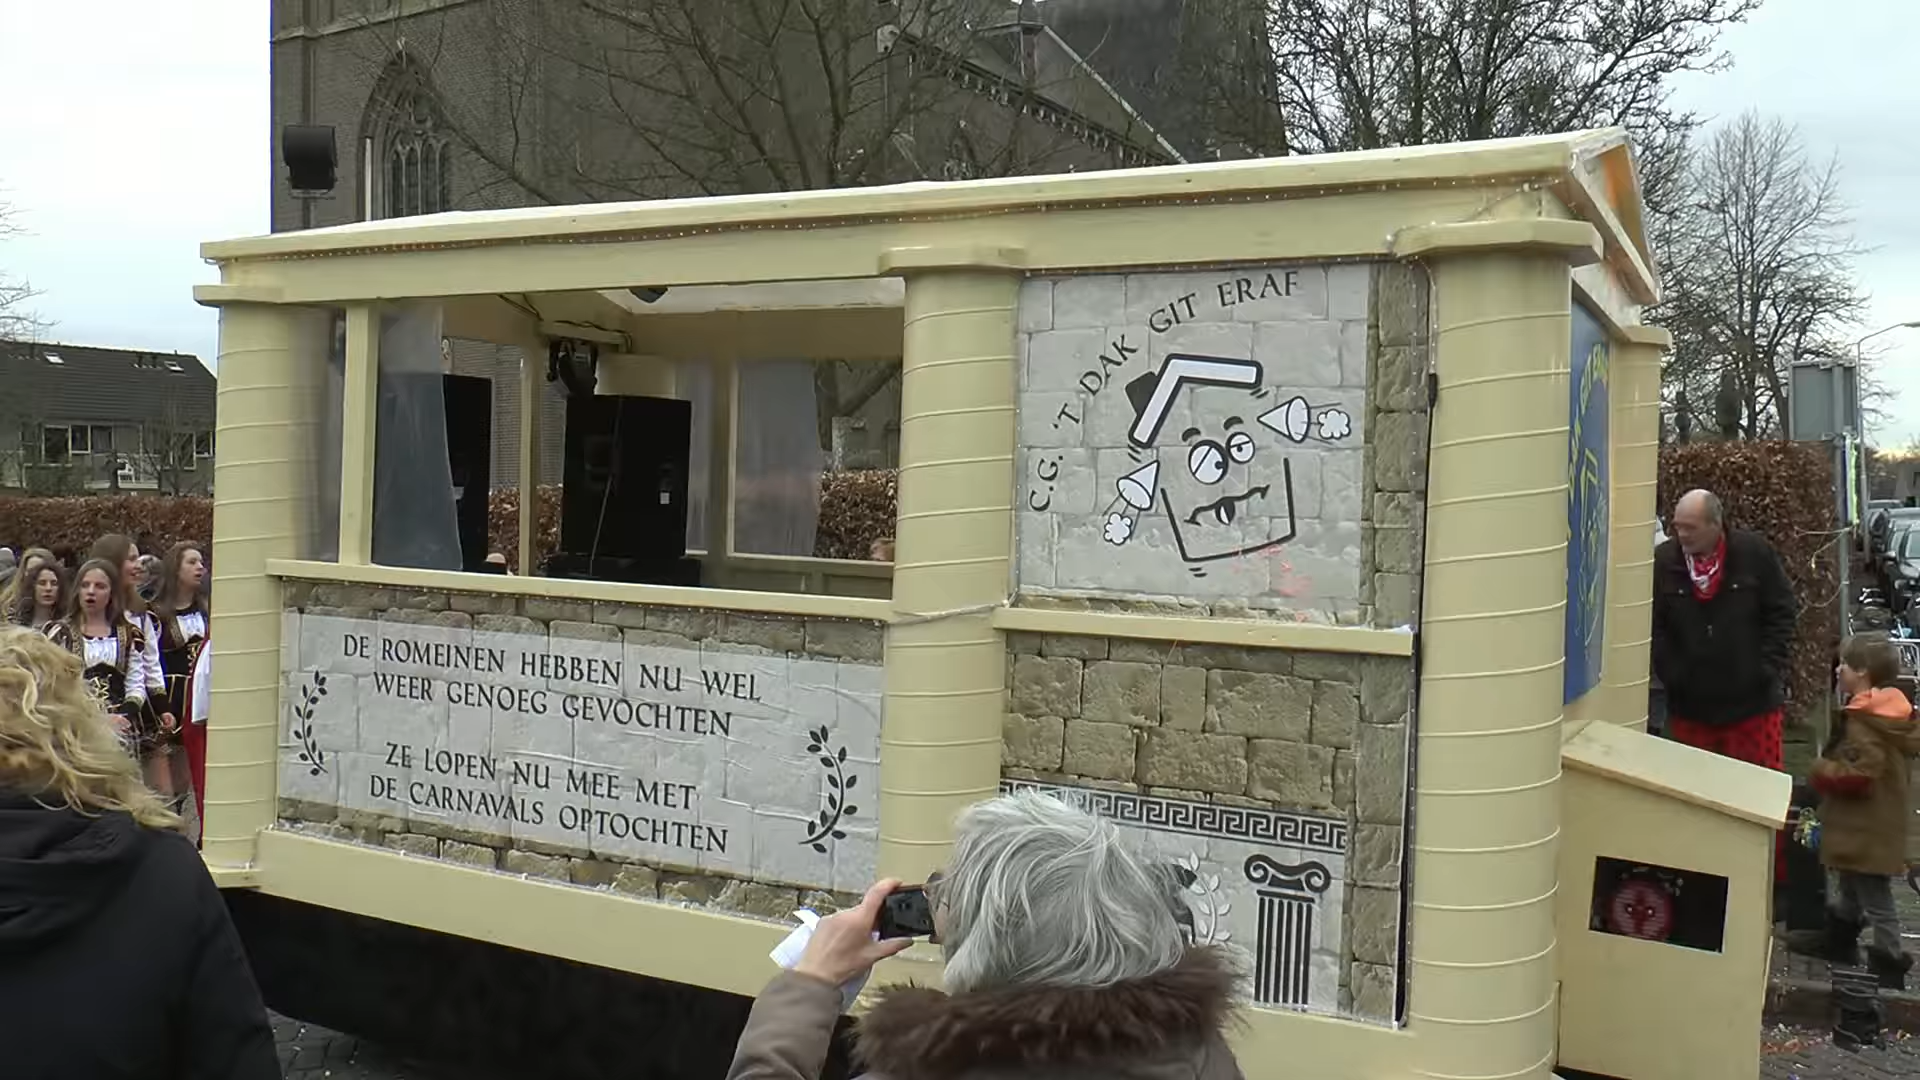 C.G. 'T DAK GIT ERAF
DE ROMEINEN HEBBEN NU WEL
WEER GENOEG GEVOCHTEN
ZE LOPEN NU MEE MET
DE CARNAVALS OPTOCHTEN